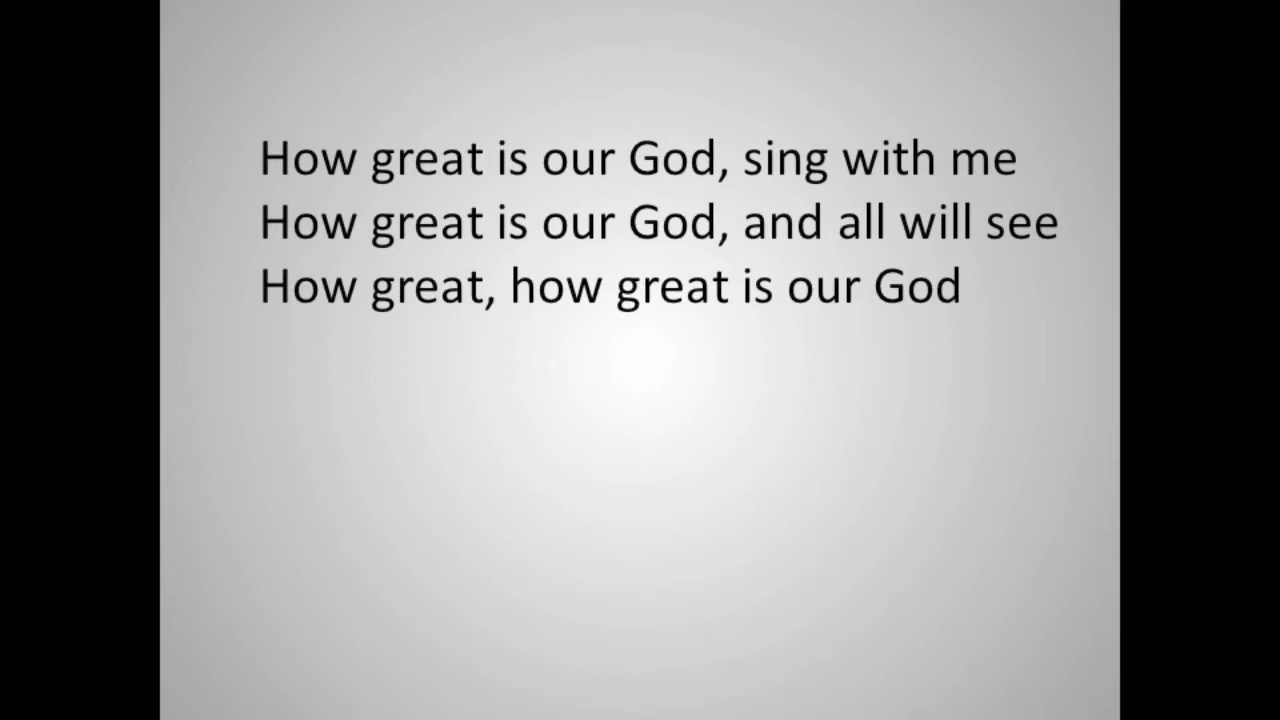 How great is our God, sing with me
How great is our God, and all will see
How great, how great is our God